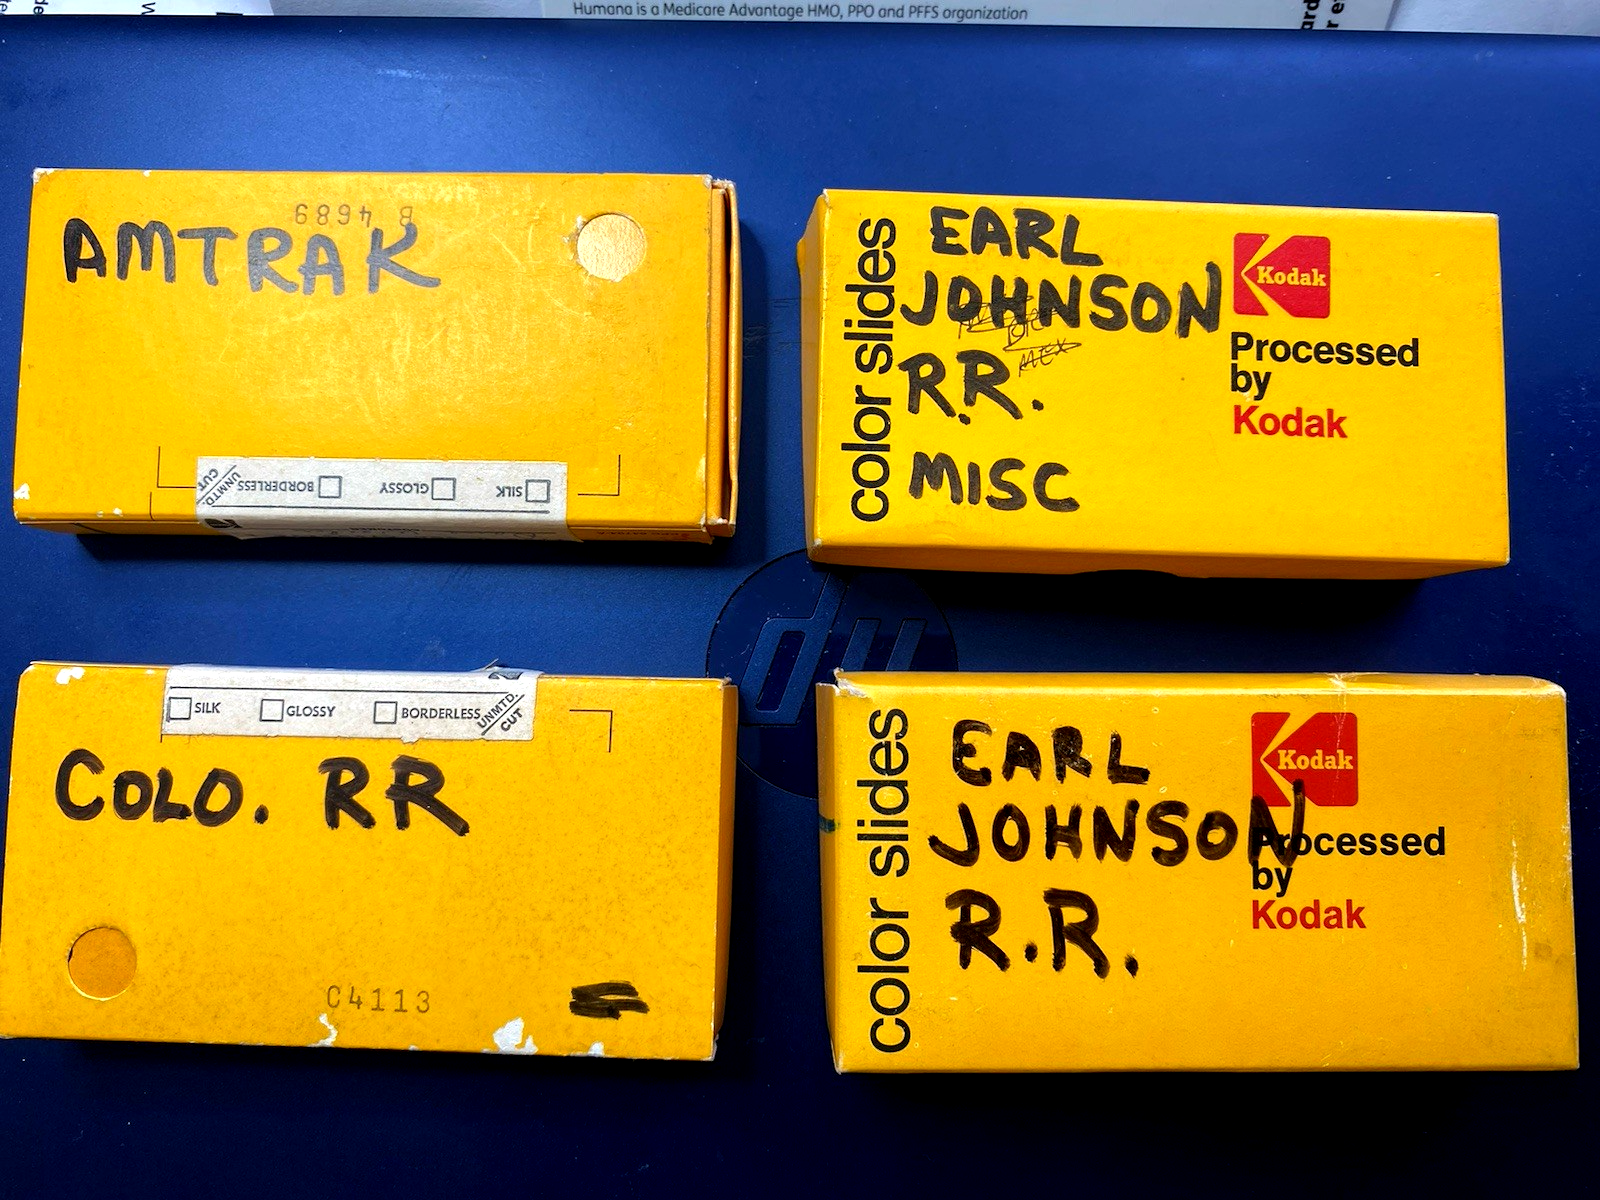 Humana is a Medicare Advantage HMO, PPO and PFFS organization
B 4689
AMTRAK
UNMTD. CUT
BORDERLESS
GLOSSY
SILK
color slides
EARL
JOHNSON
R.R.
MISC
Kodak
Processed
by
Kodak
hp
SILK
GLOSSY
BORDERLESS
UNMTD.
CUT
COLO. RR
C4113
color slides
EARL
JOHNSON
R.R.
Kodak
Processed
by
Kodak